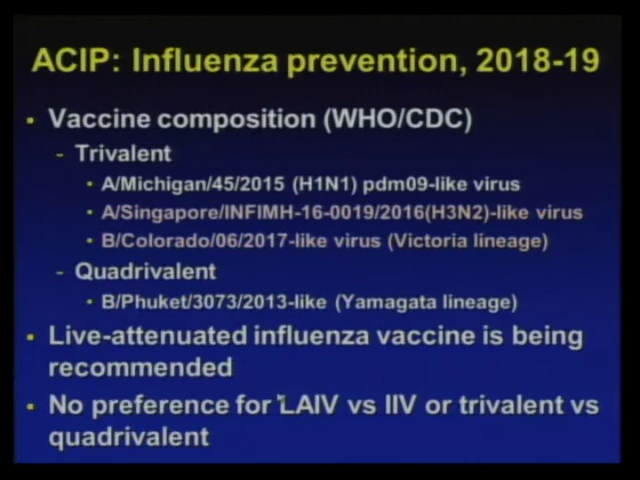 ACIP: Influenza prevention, 2018-19
Vaccine composition (WHO/CDC)
- Trivalent
A/Michigan/45/2015 (H1N1) pdm09-like virus
A/Singapore/INFIMH-16-0019/2016(H3N2)-like virus
B/Colorado/06/2017-like virus (Victoria lineage)
- Quadrivalent
B/Phuket/3073/2013-like (Yamagata lineage)
Live-attenuated influenza vaccine is being
recommended
No preference for LAIV vs IIV or trivalent vs
quadrivalent